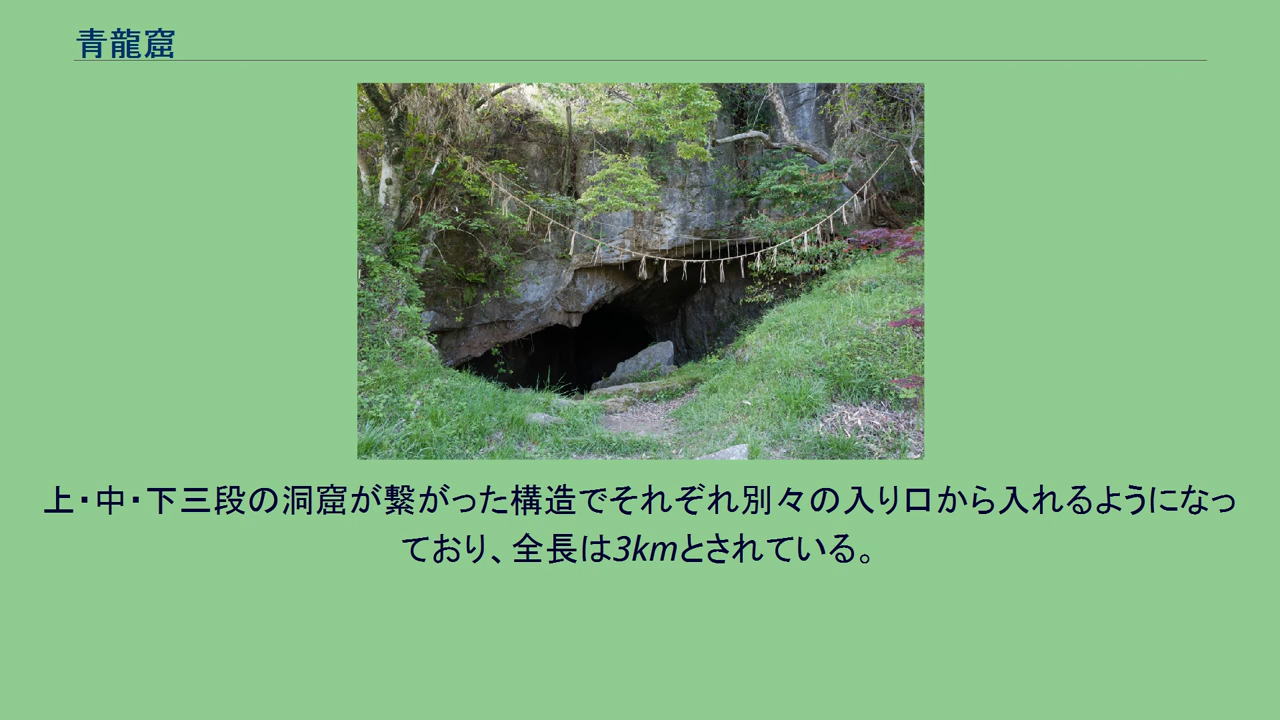 青龍窟
上・中・下三段の洞窟が繋がった構造でそれぞれ別々の入り口から入れるようになっ
ており、全長は3kmとされている。